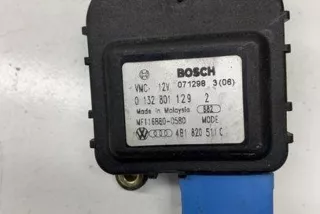 BOSCH
VMC- 12V 071298 3(06)
0 132 801 129 2
Made in Malaysia 682
MF116880-0580 MODE
4B1 820 511 C